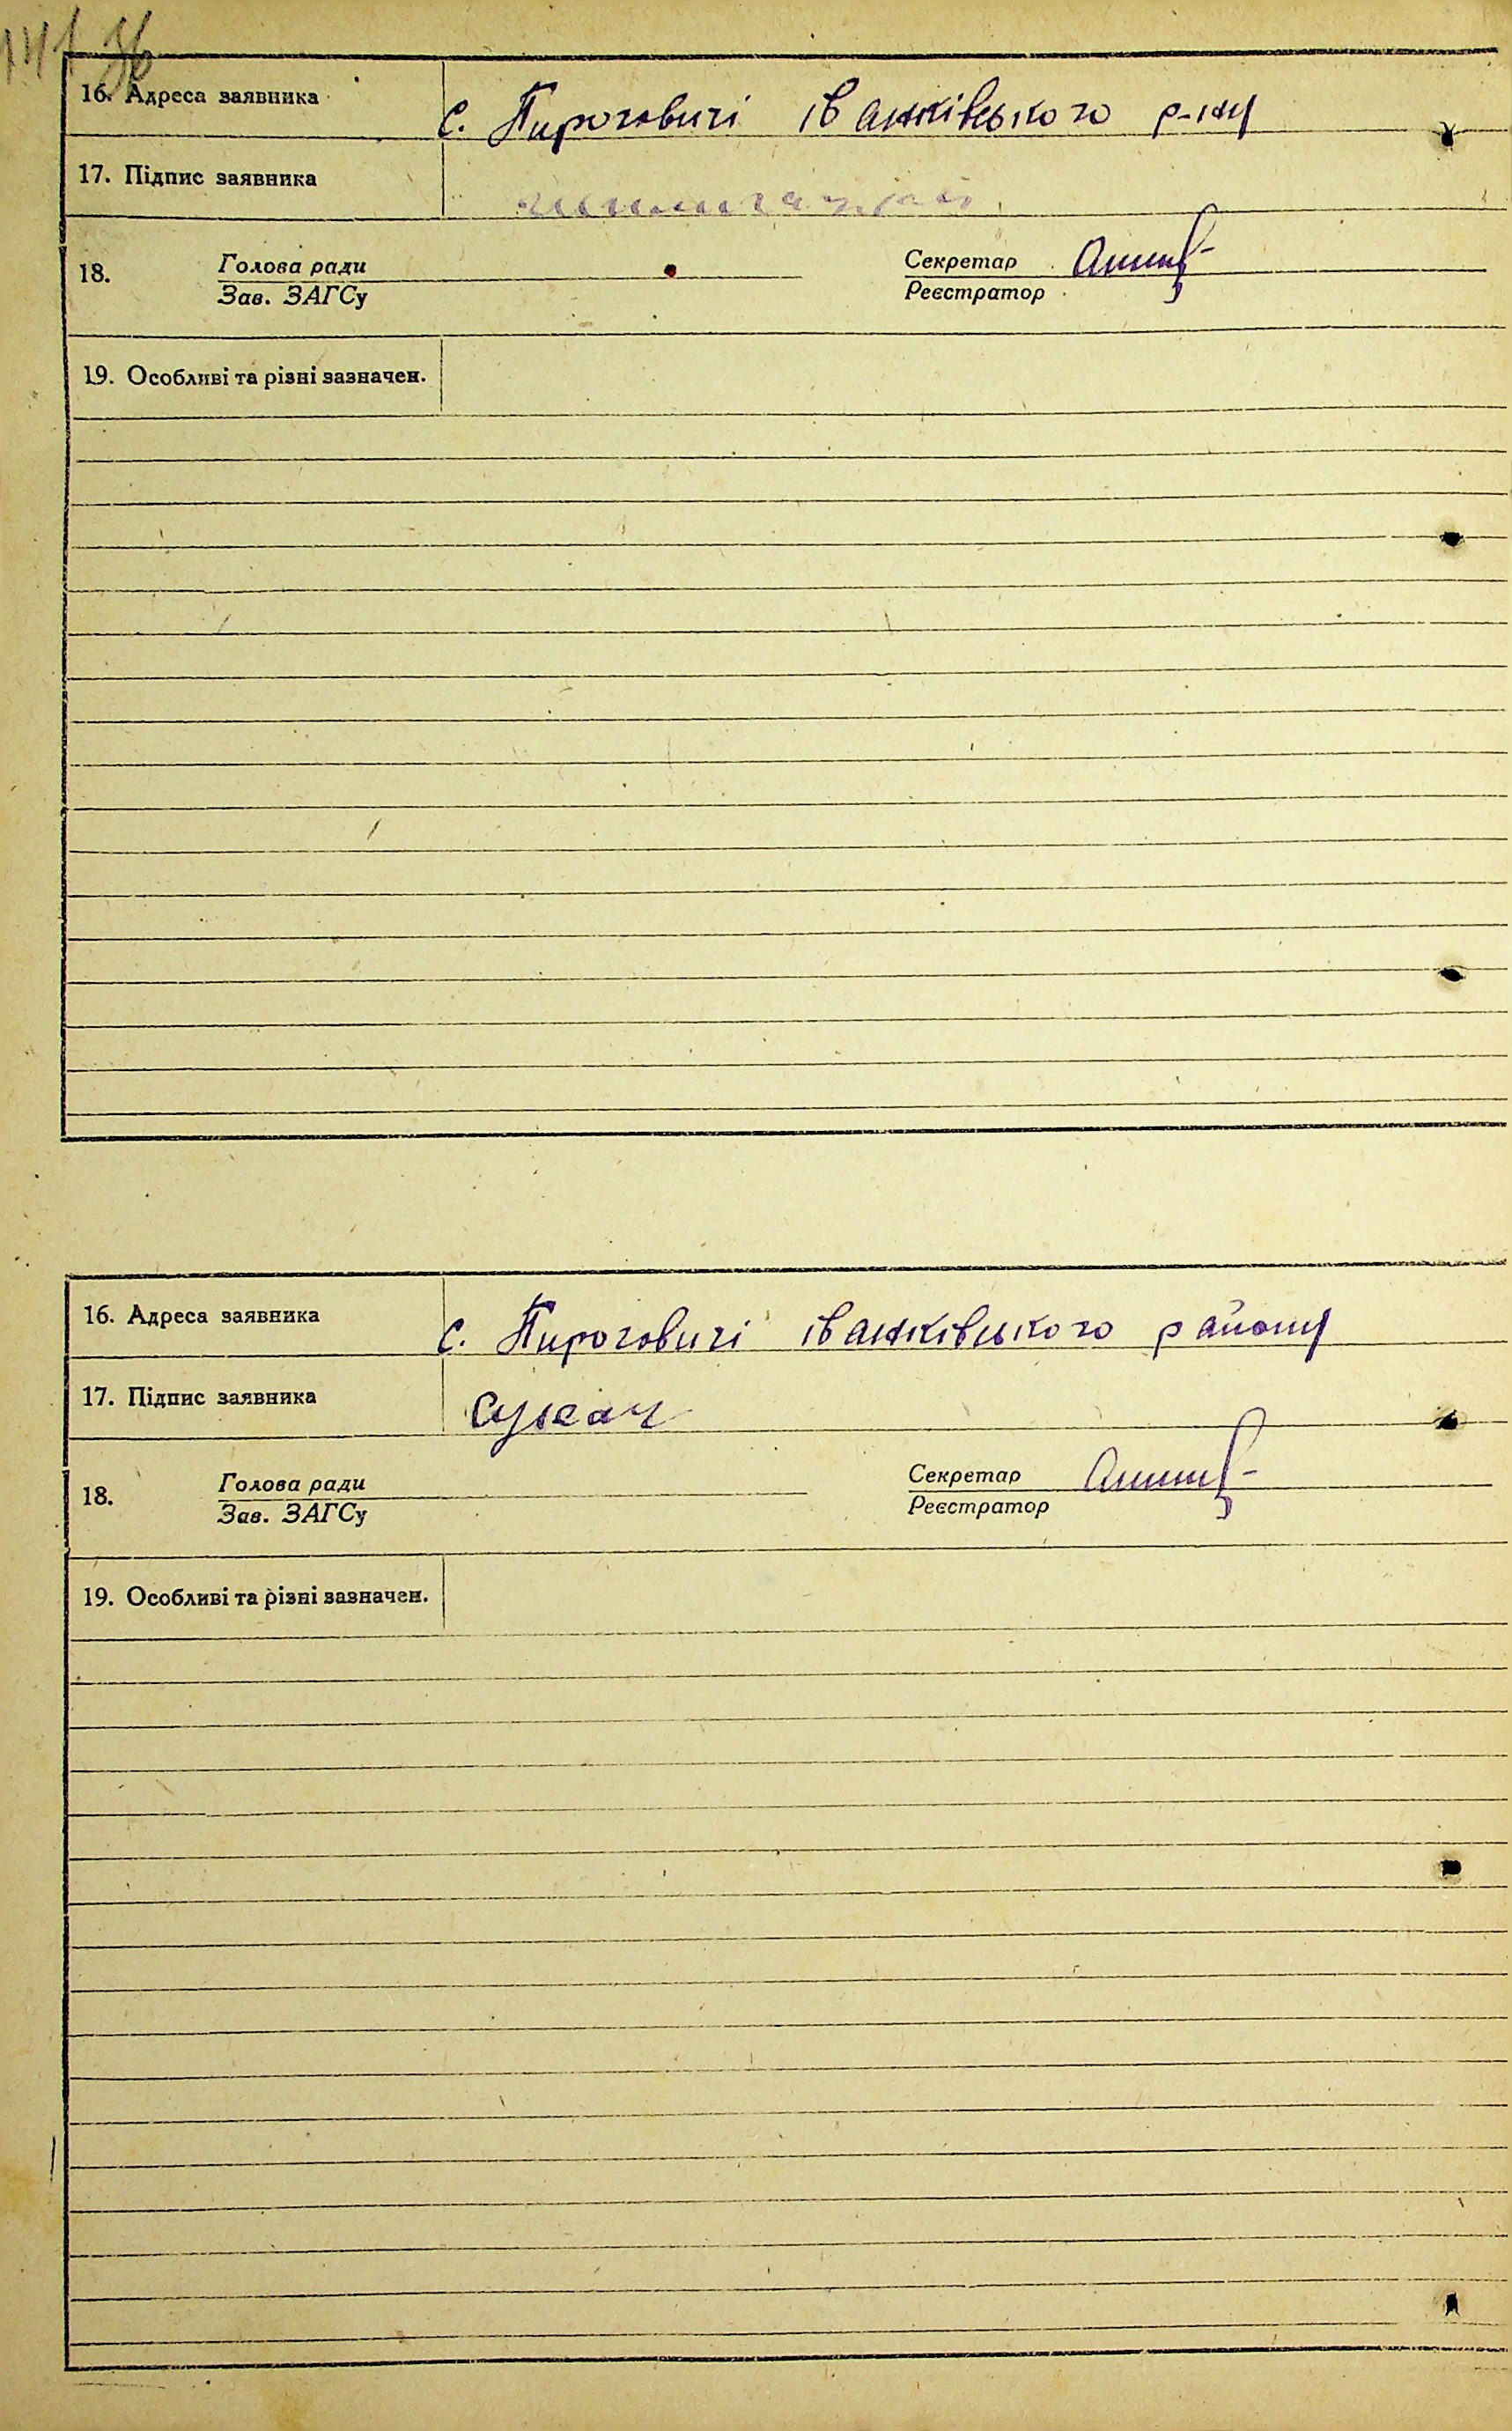 36
16. Адреса заявника с. Пироговичі іванківського р-ну
17. Підпис заявника
18. Голова ради Секретар
Зав. ЗАГСу Реєстратор
19. Особливі та різні зазначен.
16. Адреса заявника с. Пироговичі іванківського району
17. Підпис заявника Сукач
18. Голова ради Секретар
Зав. ЗАГСу Реєстратор
19. Особливі та різні зазначен.